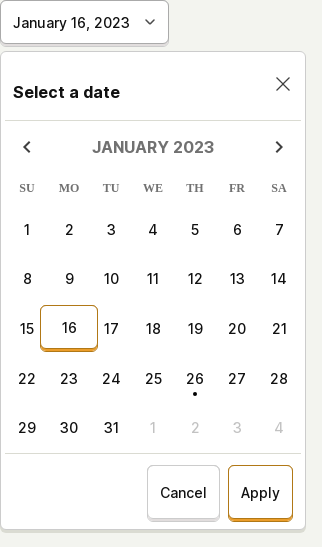 January 16, 2023
Select a date
JANUARY 2023
SU MO TU WE TH FR SA
1 2 3 4 5 6 7
8 9 10 11 12 13 14
15 16 17 18 19 20 21
22 23 24 25 26 27 28
29 30 31 1 2 3 4
Cancel Apply